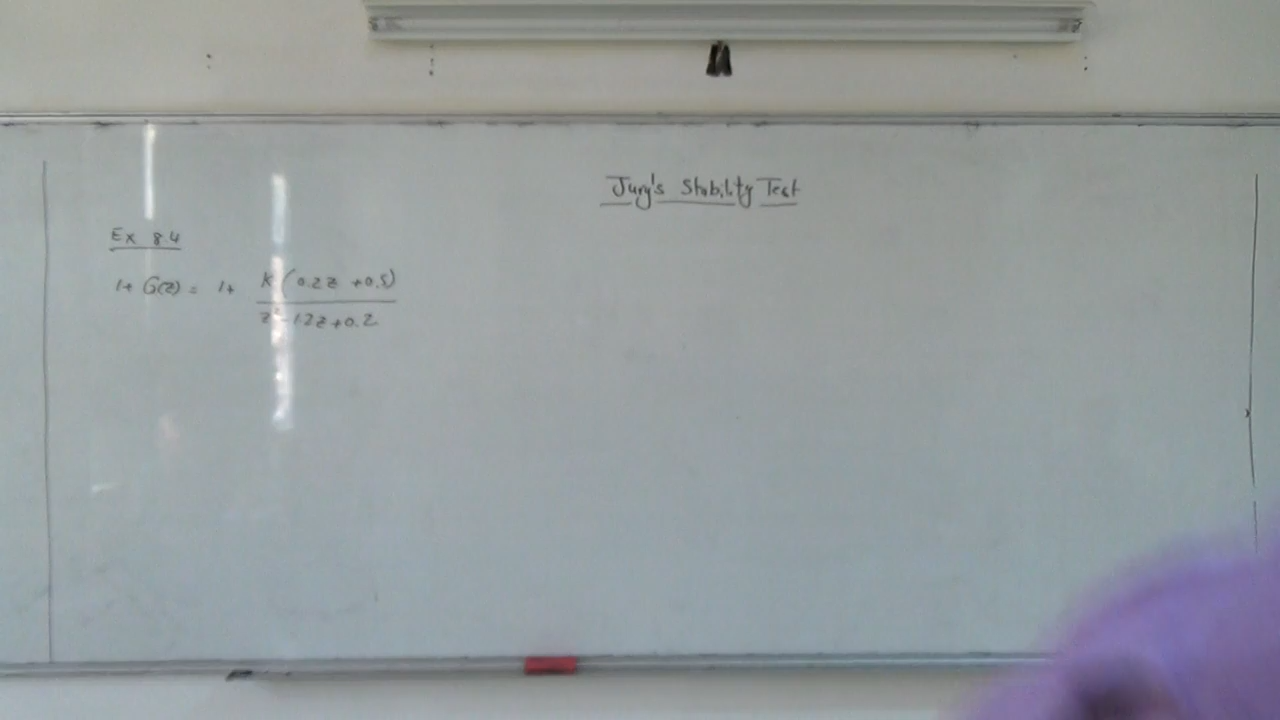 Jury's Stability Test
Ex 8.4
1+ G(z) = 1+ K(0.2z +0.5)
z²-1.2z+0.2